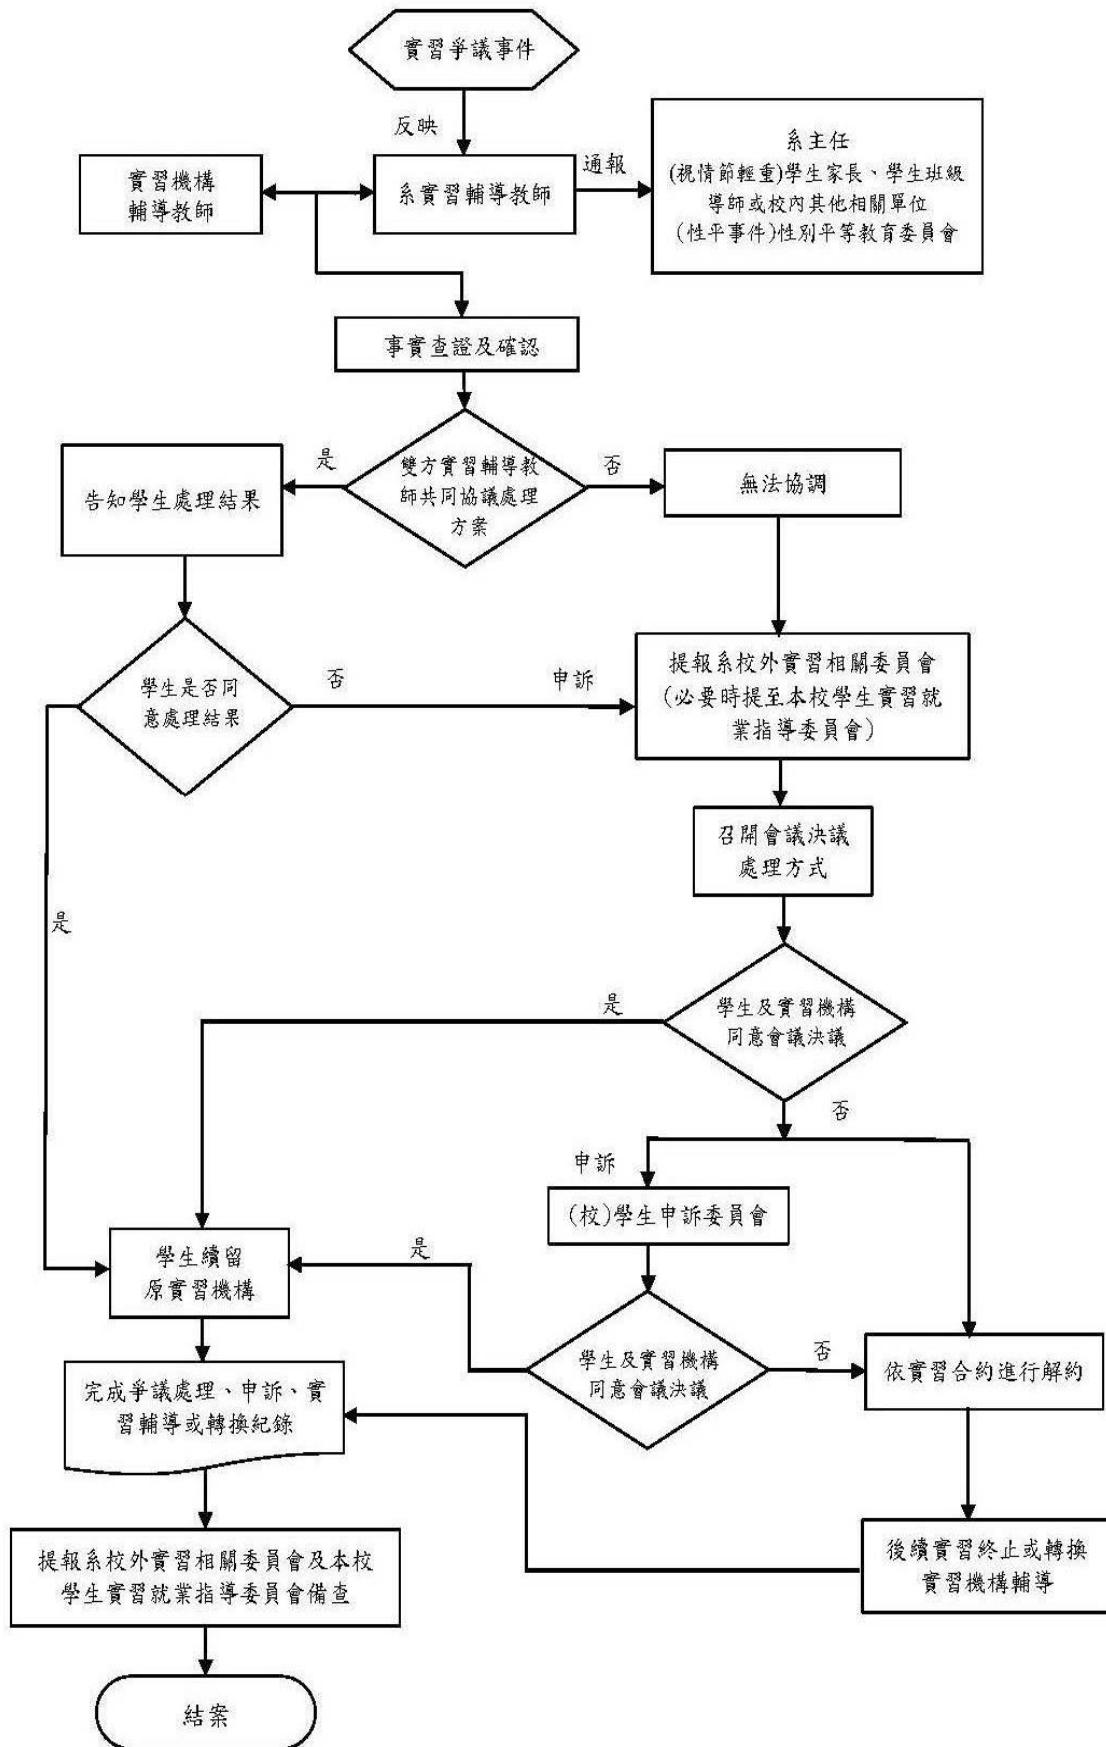 實習爭議事件
反映
實習機構
輔導教師
系實習輔導教師
通報
系主任
(視情節輕重)學生家長、學生班級
導師或校內其他相關單位
(性平事件)性別平等教育委員會
事實查證及確認
雙方實習輔導教
師共同協議處理
方案
是
否
告知學生處理結果
無法協調
學生是否同
意處理結果
否
申訴
提報系校外實習相關委員會
(必要時提至本校學生實習就
業指導委員會)
召開會議決議
處理方式
是
是
學生及實習機構
同意會議決議
否
申訴
(校)學生申訴委員會
學生續留
原實習機構
是
學生及實習機構
同意會議決議
否
依實習合約進行解約
完成爭議處理、申訴、實
習輔導或轉換紀錄
後續實習終止或轉換
實習機構輔導
提報系校外實習相關委員會及本校
學生實習就業指導委員會備查
結案